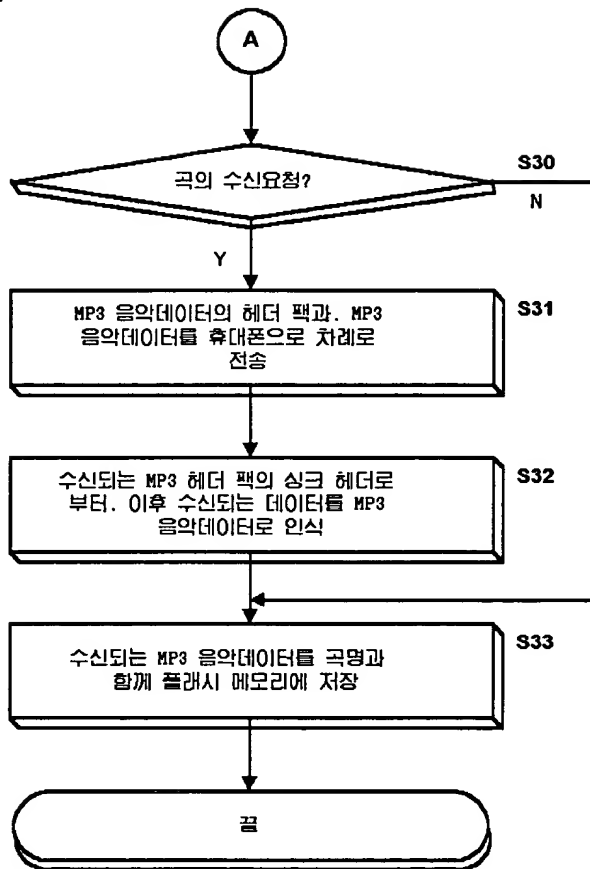 A
곡의 수신요청?
S30
N
Y
MP3 음악데이터의 헤더 팩과. MP3
음악데이터를 휴대폰으로 차례로
전송
S31
수신되는 MP3 헤더 팩의 싱크 헤더로
부터. 이후 수신되는 데이터를 MP3
음악데이터로 인식
S32
수신되는 MP3 음악데이터를 곡명과
함께 플래시 메모리에 저장
S33
끝